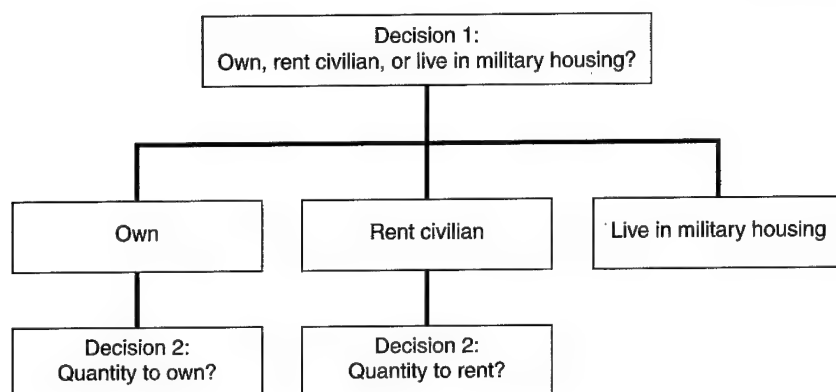 Decision 1:
Own, rent civilian, or live in military housing?
Own
Rent civilian
Live in military housing
Decision 2:
Quantity to own?
Decision 2:
Quantity to rent?